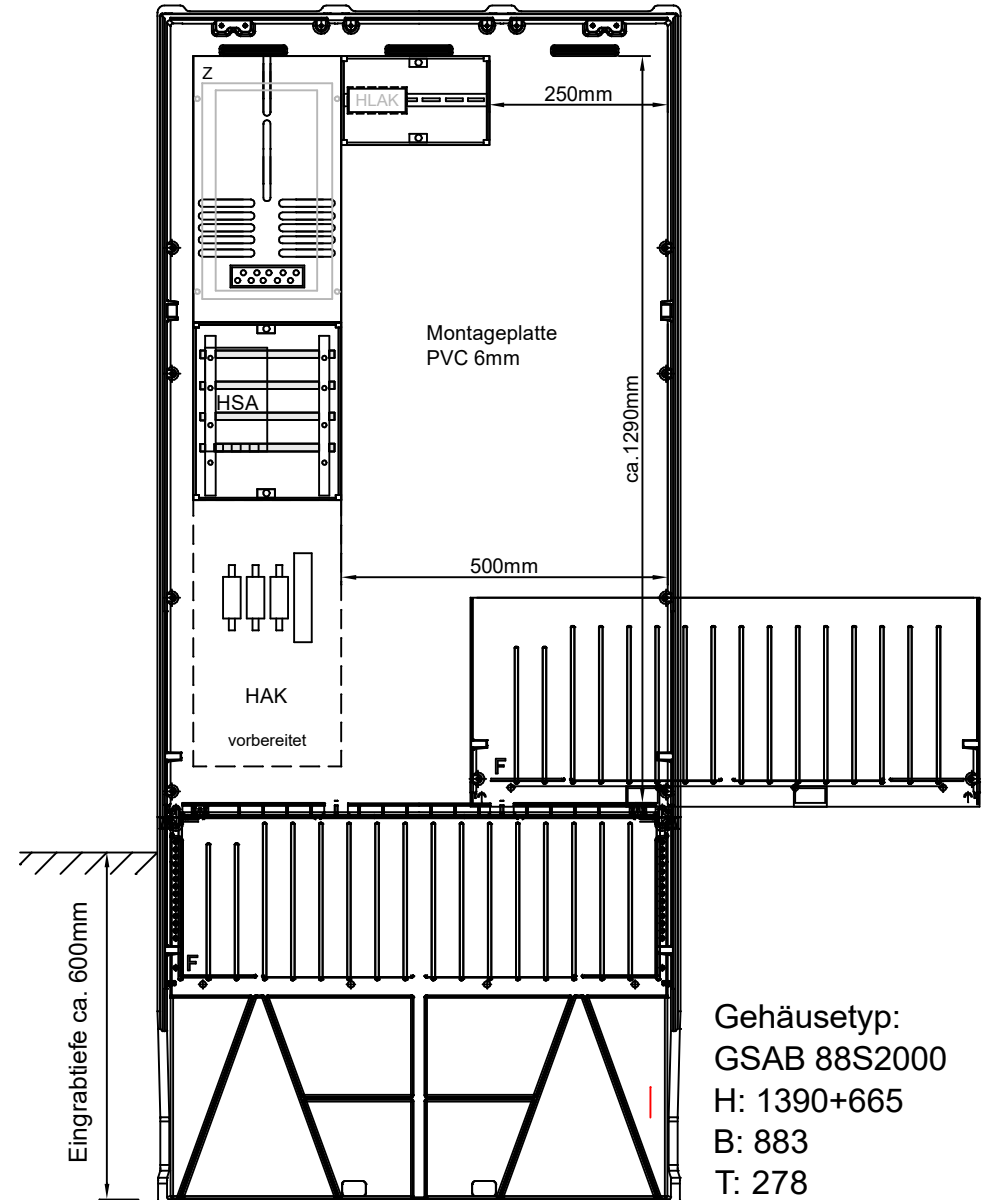 Z
HLAK
250mm
Montageplatte
PVC 6mm
ca.1290mm
HSA
500mm
HAK
vorbereitet
F
F
Eingrabtiefe ca. 600mm
Gehäusetyp:
GSAB 88S2000
H: 1390+665
B: 883
T: 278